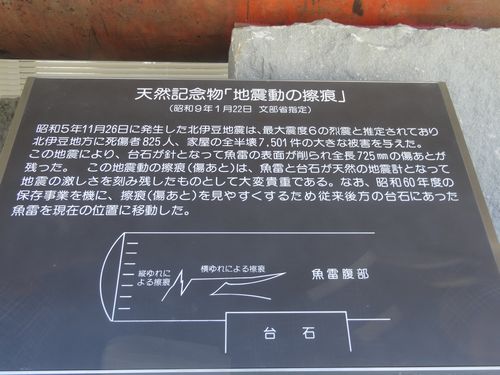 天然記念物「地震動の擦痕」
(昭和9年1月22日 文部省指定)
昭和5年11月26日に発生した北伊豆地震は、最大震度6の烈震と推定されており
北伊豆地方に死傷者825人、家屋の全半壊7,501件の大きな被害を与えた。
この地震により、台石が針となって魚雷の表面が削られ全長725mmの傷あとが
残った。 この地震動の擦痕(傷あと)は、魚雷と台石が天然の地震計となって
地震の激しさを刻み残したものとして大変貴重である。なお、昭和60年度の
保存事業を機に、擦痕(傷あと)を見やすくするため従来後方の台石にあった
魚雷を現在の位置に移動した。
縦ゆれに
よる擦痕
横ゆれによる擦痕
魚雷腹部
台石